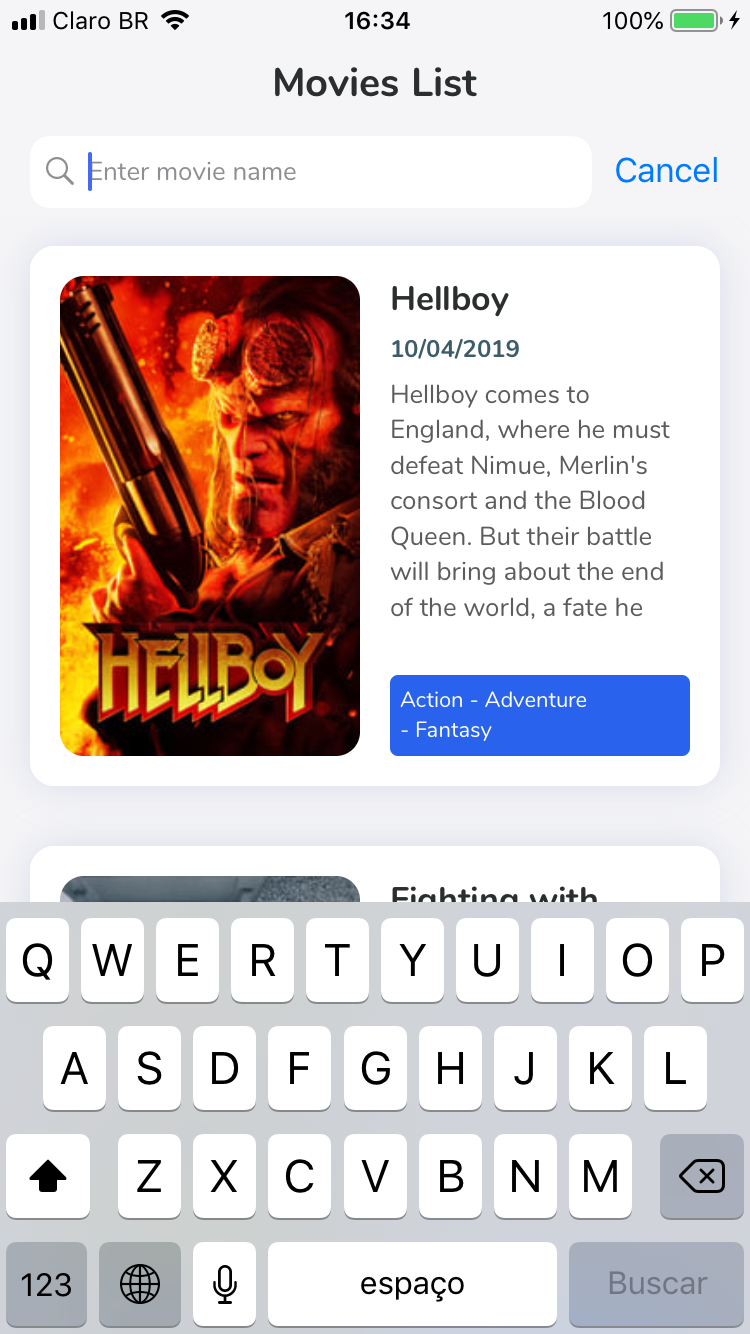 Claro BR 16:34 100%
Movies List
Enter movie name Cancel
HELLBOY
Hellboy
10/04/2019
Hellboy comes to
England, where he must
defeat Nimue, Merlin's
consort and the Blood
Queen. But their battle
will bring about the end
of the world, a fate he
Action - Adventure
- Fantasy
Fighting with
Q W E R T Y U I O P
A S D F G H J K L
Z X C V B N M
123 espaço Buscar